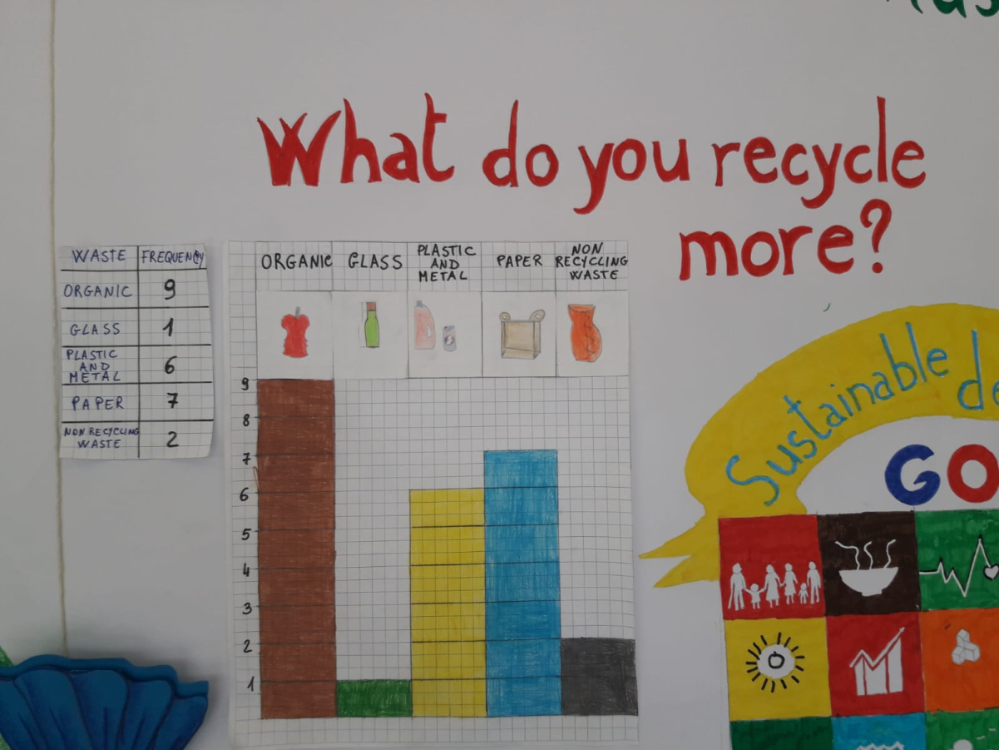 What do you recycle
more?
WASTE FREQUENCY
ORGANIC 9
GLASS 1
PLASTIC
AND
METAL 6
PAPER 7
NON RECYCLING
WASTE 2
ORGANIC GLASS PLASTIC AND METAL PAPER NON RECYCLING WASTE
9
8
7
6
5
4
3
2
1
Sustainable
GO